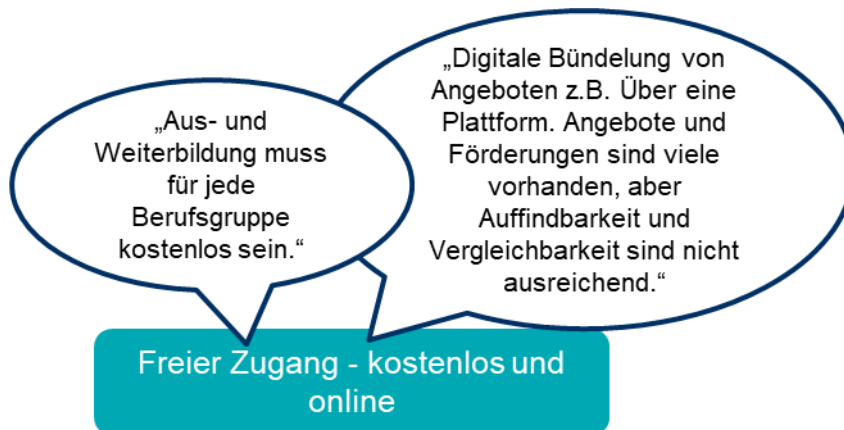 „Aus- und
Weiterbildung muss
für jede
Berufsgruppe
kostenlos sein.“
„Digitale Bündelung von
Angeboten z.B. Über eine
Plattform. Angebote und
Förderungen sind viele
vorhanden, aber
Auffindbarkeit und
Vergleichbarkeit sind nicht
ausreichend.“
Freier Zugang - kostenlos und
online